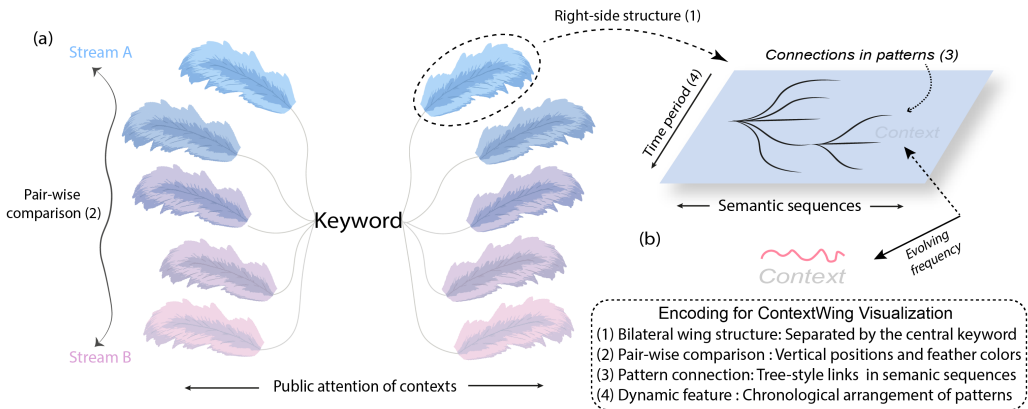 (a)
Stream A
Right-side structure (1)
Connections in patterns (3)
Time period (4)
Context
Pair-wise
comparison (2)
Keyword
Semantic sequences
(b)
Evolving
frequency
Context
Stream B
Public attention of contexts
Encoding for ContextWing Visualization
(1) Bilateral wing structure: Separated by the central keyword
(2) Pair-wise comparison : Vertical positions and feather colors
(3) Pattern connection: Tree-style links in semanic sequences
(4) Dynamic feature : Chronological arrangement of patterns